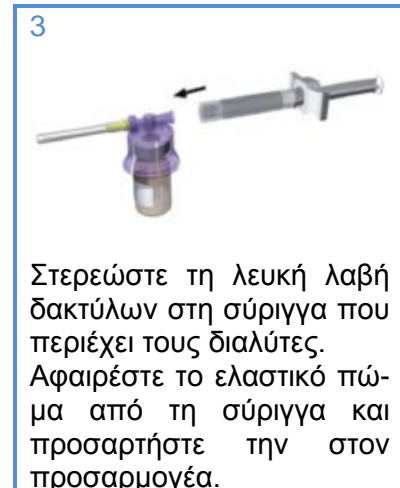 3
Στερεώστε τη λευκή λαβή
δακτύλων στη σύριγγα που
περιέχει τους διαλύτες.
Αφαιρέστε το ελαστικό πώ-
μα από τη σύριγγα και
προσαρτήστε την στον
προσαρμογέα.